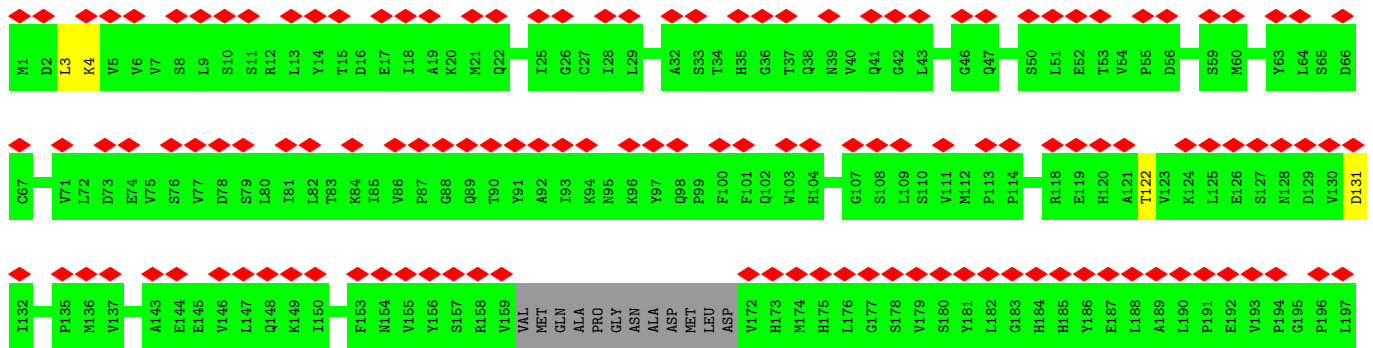 M1 D2 L3 K4 V5 V6 V7 S8 L9 S10 S11 R12 L13 Y14 T15 D16 E17 I18 A19 K20 M21 Q22 I25 G26 C27 I28 L29 A32 S33 T34 H35 G36 T37 Q38 N39 V40 Q41 G42 L43 G46 Q47 S50 L51 E52 T53 V54 P55 D56 S59 M60 Y63 L64 S65 D66
C67 V71 L72 D73 E74 V75 S76 V77 D78 S79 L80 I81 L82 T83 K84 I85 V86 P87 G88 Q89 T90 Y91 A92 I93 K94 N95 K96 Y97 Q98 P99 F100 F101 Q102 W103 H104 G107 S108 L109 S110 V111 M112 P113 P114 R118 E119 H120 A121 T122 V123 K124 L125 E126 S127 N128 D129 V130 D131
I132 P135 M136 V137 A143 E144 E145 V146 L147 Q148 K149 I150 F153 N154 V155 Y156 S157 R158 V159 VAL MET GLN ALA PRO GLY ASN ALA ASP MET LEU ASP V172 H173 M174 H175 L176 G177 S178 V179 S180 Y181 L182 G183 H184 H185 Y186 E187 L188 A189 L190 P191 E192 V193 P194 G195 P196 L197